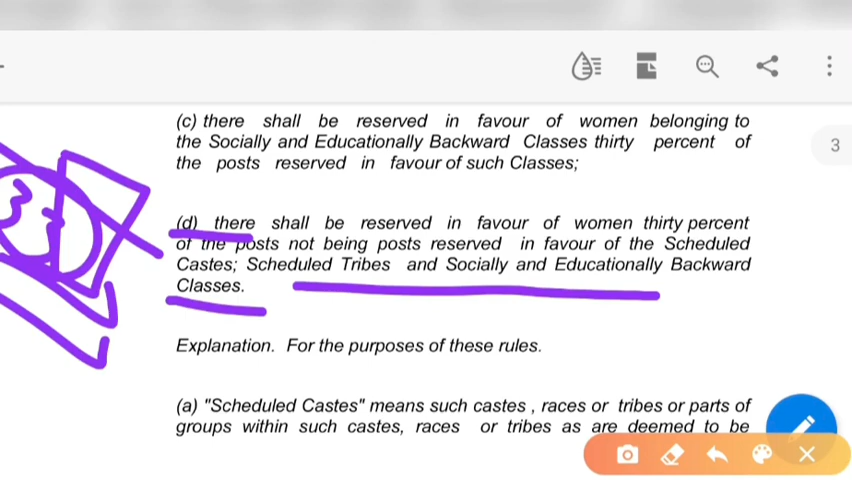 3
(c) there shall be reserved in favour of women belonging to
the Socially and Educationally Backward Classes thirty percent of
the posts reserved in favour of such Classes;
(d) there shall be reserved in favour of women thirty percent
of the posts not being posts reserved in favour of the Scheduled
Castes; Scheduled Tribes and Socially and Educationally Backward
Classes.
Explanation. For the purposes of these rules.
(a) "Scheduled Castes" means such castes , races or tribes or parts of
groups within such castes, races or tribes as are deemed to be